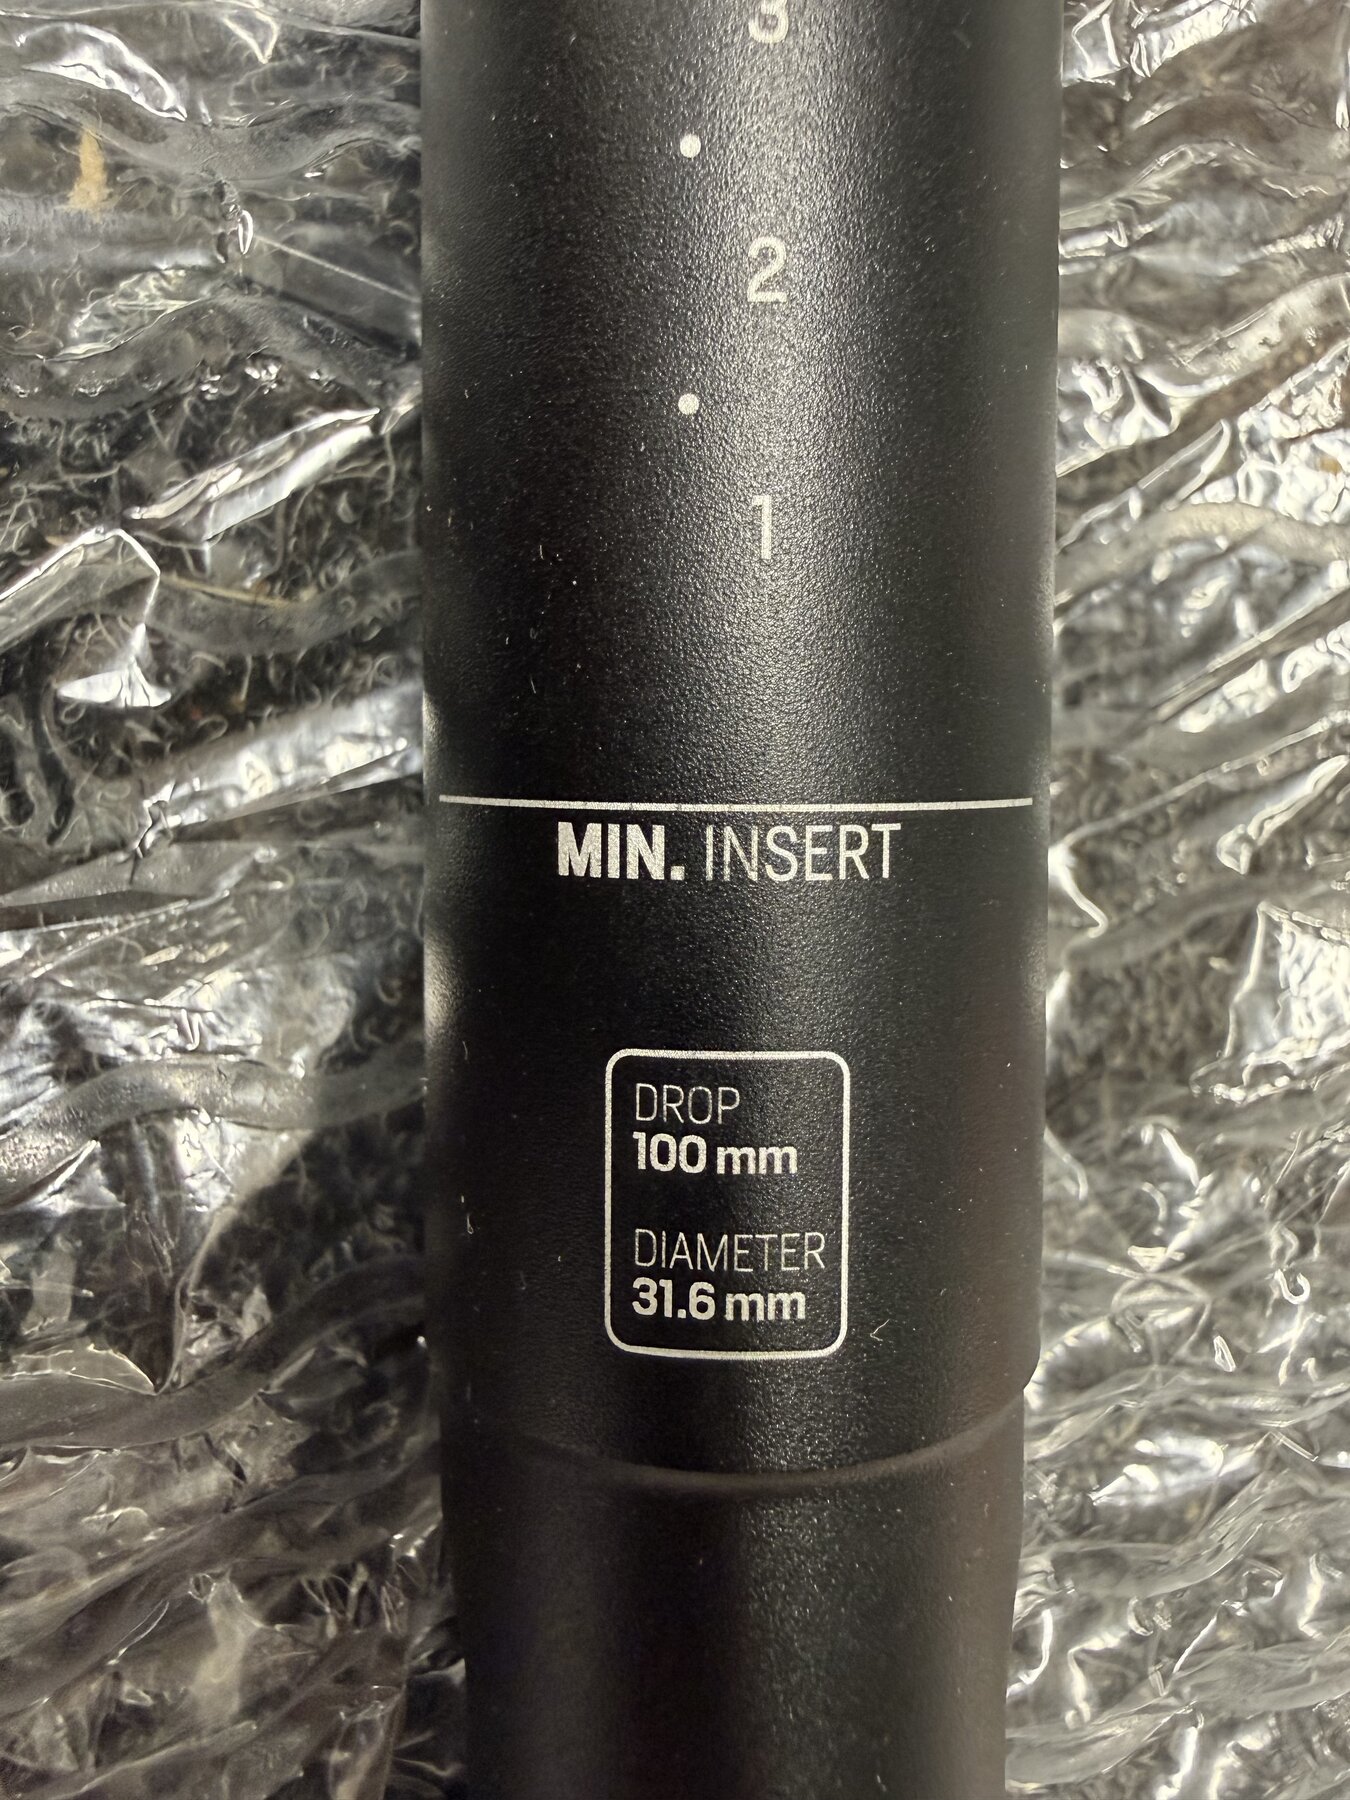 3
2
1
MIN. INSERT
DROP
100 mm
DIAMETER
31.6 mm